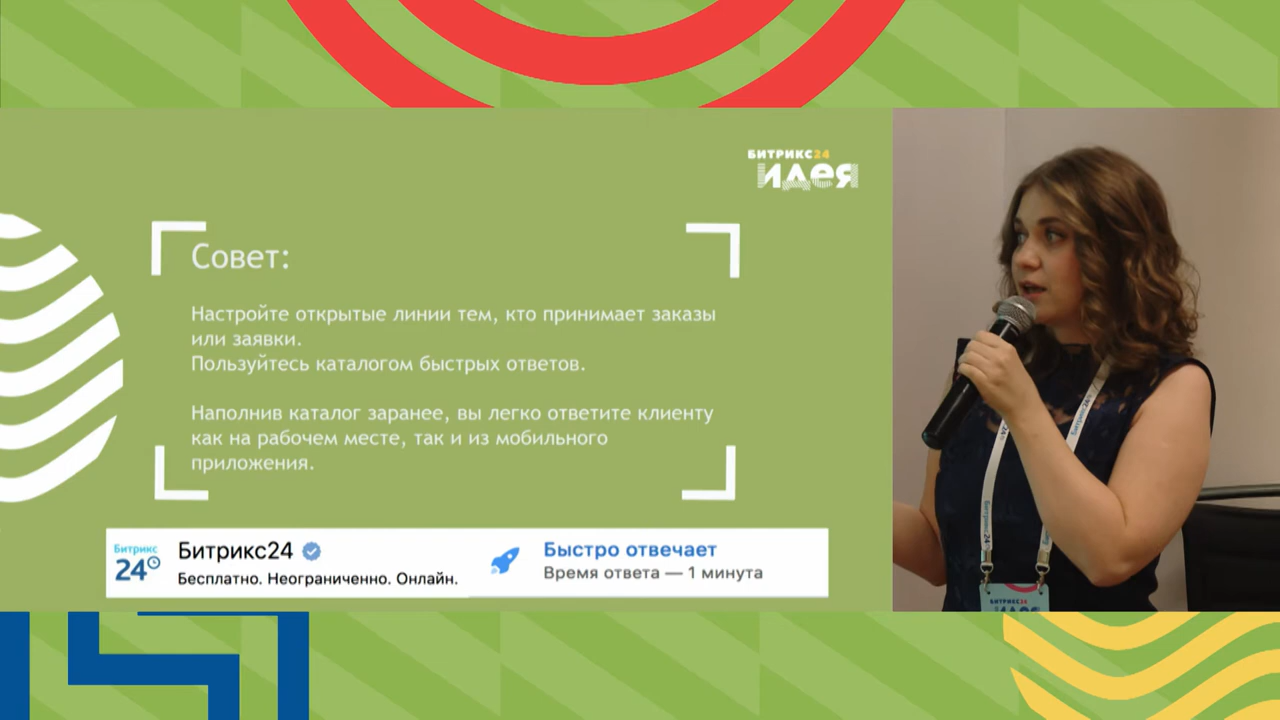 БИТРИКС24
идея
Совет:
Настройте открытые линии тем, кто принимает заказы
или заявки.
Пользуйтесь каталогом быстрых ответов.
Наполнив каталог заранее, вы легко ответите клиенту
как на рабочем месте, так и из мобильного
приложения.
Битрикс
24
Битрикс24
Бесплатно. Неограниченно. Онлайн.
Быстро отвечает
Время ответа — 1 минута
Битрикс24
БИТРИКС24